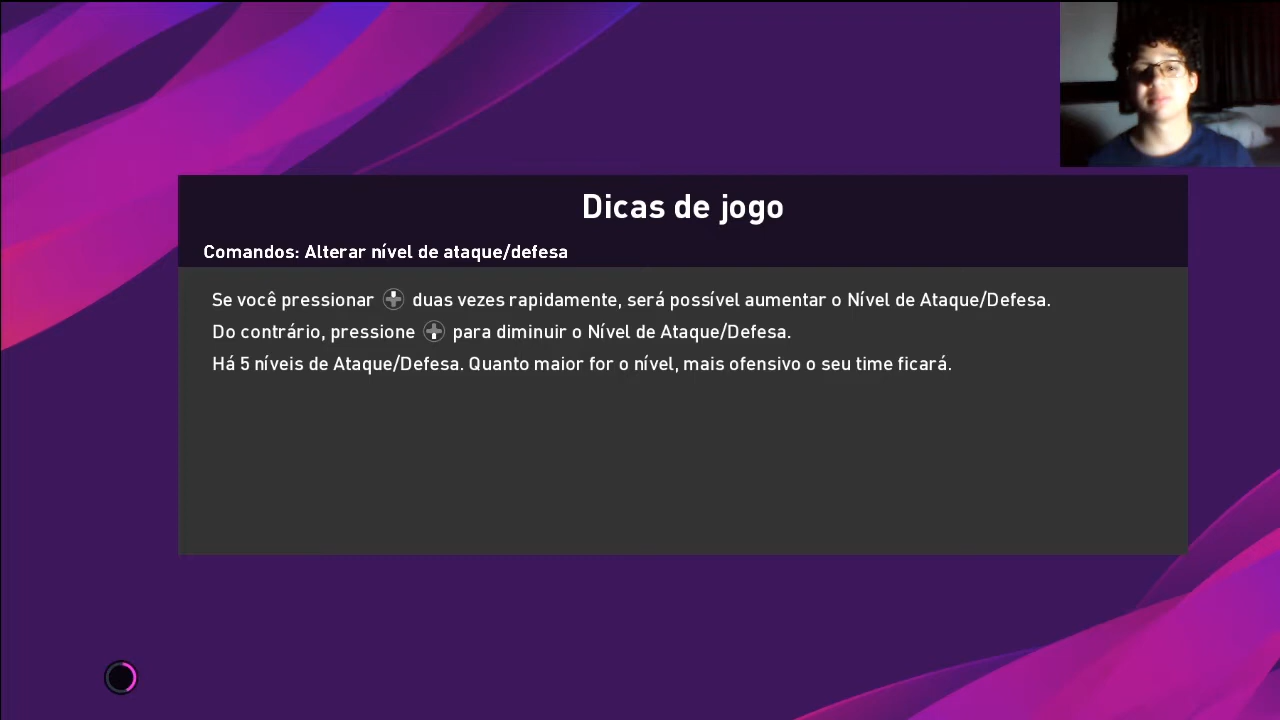 Dicas de jogo
Comandos: Alterar nível de ataque/defesa
Se você pressionar duas vezes rapidamente, será possível aumentar o Nível de Ataque/Defesa.
Do contrário, pressione para diminuir o Nível de Ataque/Defesa.
Há 5 níveis de Ataque/Defesa. Quanto maior for o nível, mais ofensivo o seu time ficará.